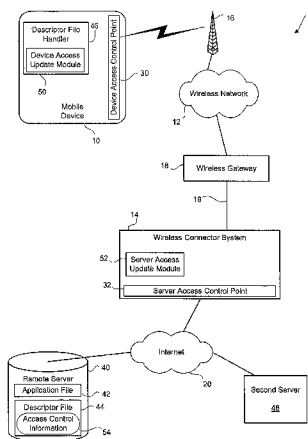 Descriptor File
Handler
46
Device Access
Update Module
50
Mobile
Device
10
Device Access Control Point
30
16
Wireless Network
12
Wireless Gateway
18
19
14
Wireless Connector System
52
Server Access
Update Module
Server Access Control Point
32
Internet
20
40
Remote Server
Application File
42
Descriptor File
44
Access Control
Information
54
Second Server
48